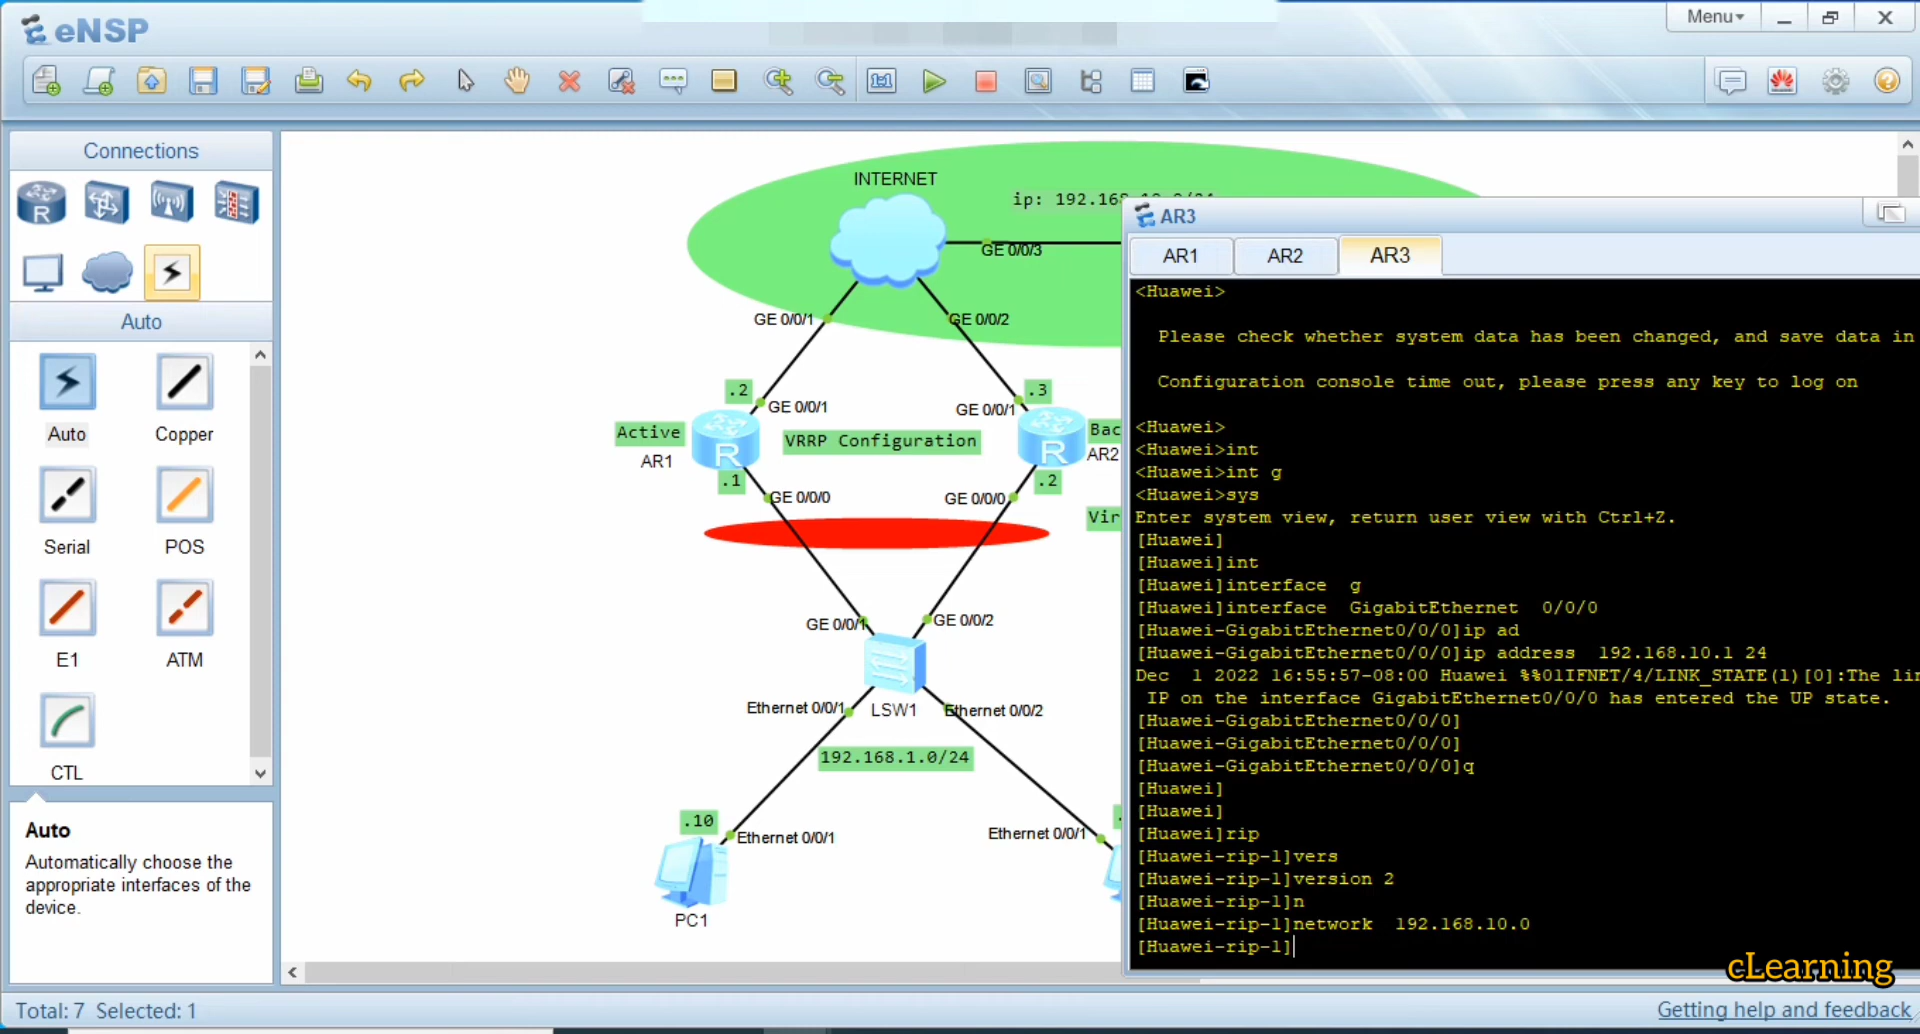 eNSP
Menu
Connections
Auto
Auto
Copper
Serial
POS
E1
ATM
CTL
Auto
Automatically choose the
appropriate interfaces of the
device.
INTERNET
ip: 192.168.10.0/24
GE 0/0/3
GE 0/0/1
GE 0/0/2
.2
.3
GE 0/0/1
GE 0/0/1
Active
VRRP Configuration
Bac
AR1
AR2
.1
.2
GE 0/0/0
GE 0/0/0
Vir
GE 0/0/1
GE 0/0/2
Ethernet 0/0/1
LSW1
Ethernet 0/0/2
192.168.1.0/24
.10
Ethernet 0/0/1
Ethernet 0/0/1
PC1
AR3
AR1
AR2
AR3
<Huawei>
Please check whether system data has been changed, and save data in
Configuration console time out, please press any key to log on
<Huawei>
<Huawei>int
<Huawei>int g
<Huawei>sys
Enter system view, return user view with Ctrl+Z.
[Huawei]
[Huawei]int
[Huawei]interface  g
[Huawei]interface  GigabitEthernet  0/0/0
[Huawei-GigabitEthernet0/0/0]ip ad
[Huawei-GigabitEthernet0/0/0]ip address  192.168.10.1 24
Dec  1 2022 16:55:57-08:00 Huawei %%01IFNET/4/LINK_STATE(l)[0]:The lin
IP on the interface GigabitEthernet0/0/0 has entered the UP state.
[Huawei-GigabitEthernet0/0/0]
[Huawei-GigabitEthernet0/0/0]
[Huawei-GigabitEthernet0/0/0]q
[Huawei]
[Huawei]
[Huawei]rip
[Huawei-rip-1]vers
[Huawei-rip-1]version 2
[Huawei-rip-1]n
[Huawei-rip-1]network  192.168.10.0
[Huawei-rip-1]
cLearning
Total: 7  Selected: 1
Getting help and feedback